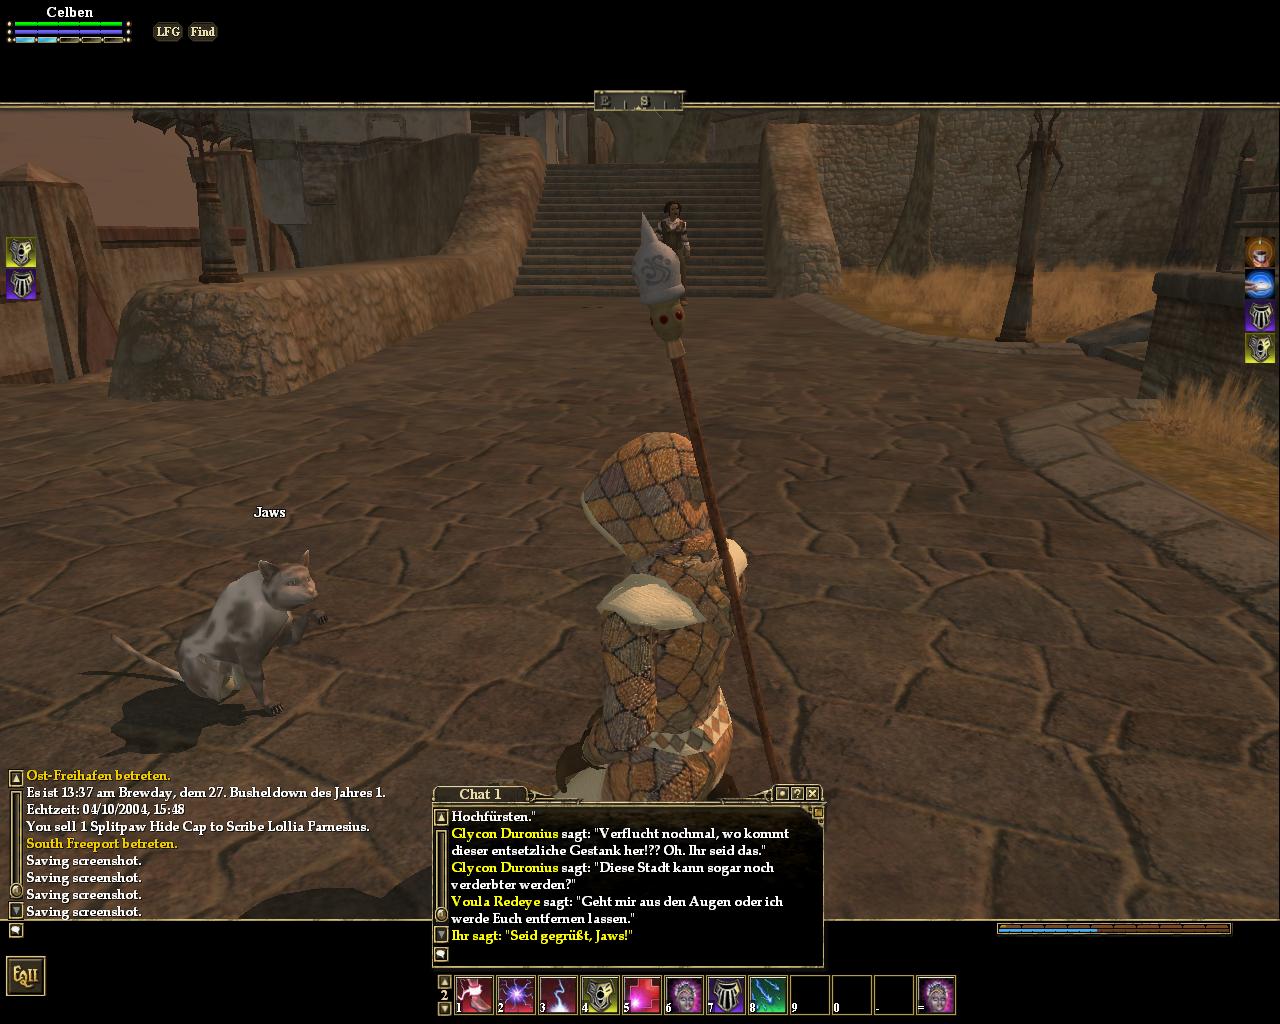 Celben
LFG Find
E S
Jaws
Ost-Freihafen betreten.
Es ist 13:37 am Brewday, dem 27. Busheldown des Jahres 1.
Echtzeit: 04/10/2004, 15:48
You sell 1 Splitpaw Hide Cap to Scribe Lollia Parnesius.
South Freeport betreten.
Saving screenshot.
Saving screenshot.
Saving screenshot.
Saving screenshot.
Chat 1
?
Hochfürsten."
Glycon Duronius sagt: "Verflucht nochmal, wo kommt
dieser entsetzliche Gestank her!?? Oh. Ihr seid das."
Glycon Duronius sagt: "Diese Stadt kann sogar noch
verderbter werden?"
Voula Redeye sagt: "Geht mir aus den Augen oder ich
werde Euch entfernen lassen."
Ihr sagt: "Seid gegrüßt, Jaws!"
EQII
2
1 2 3 4 5 6 7 8 9 0 - =